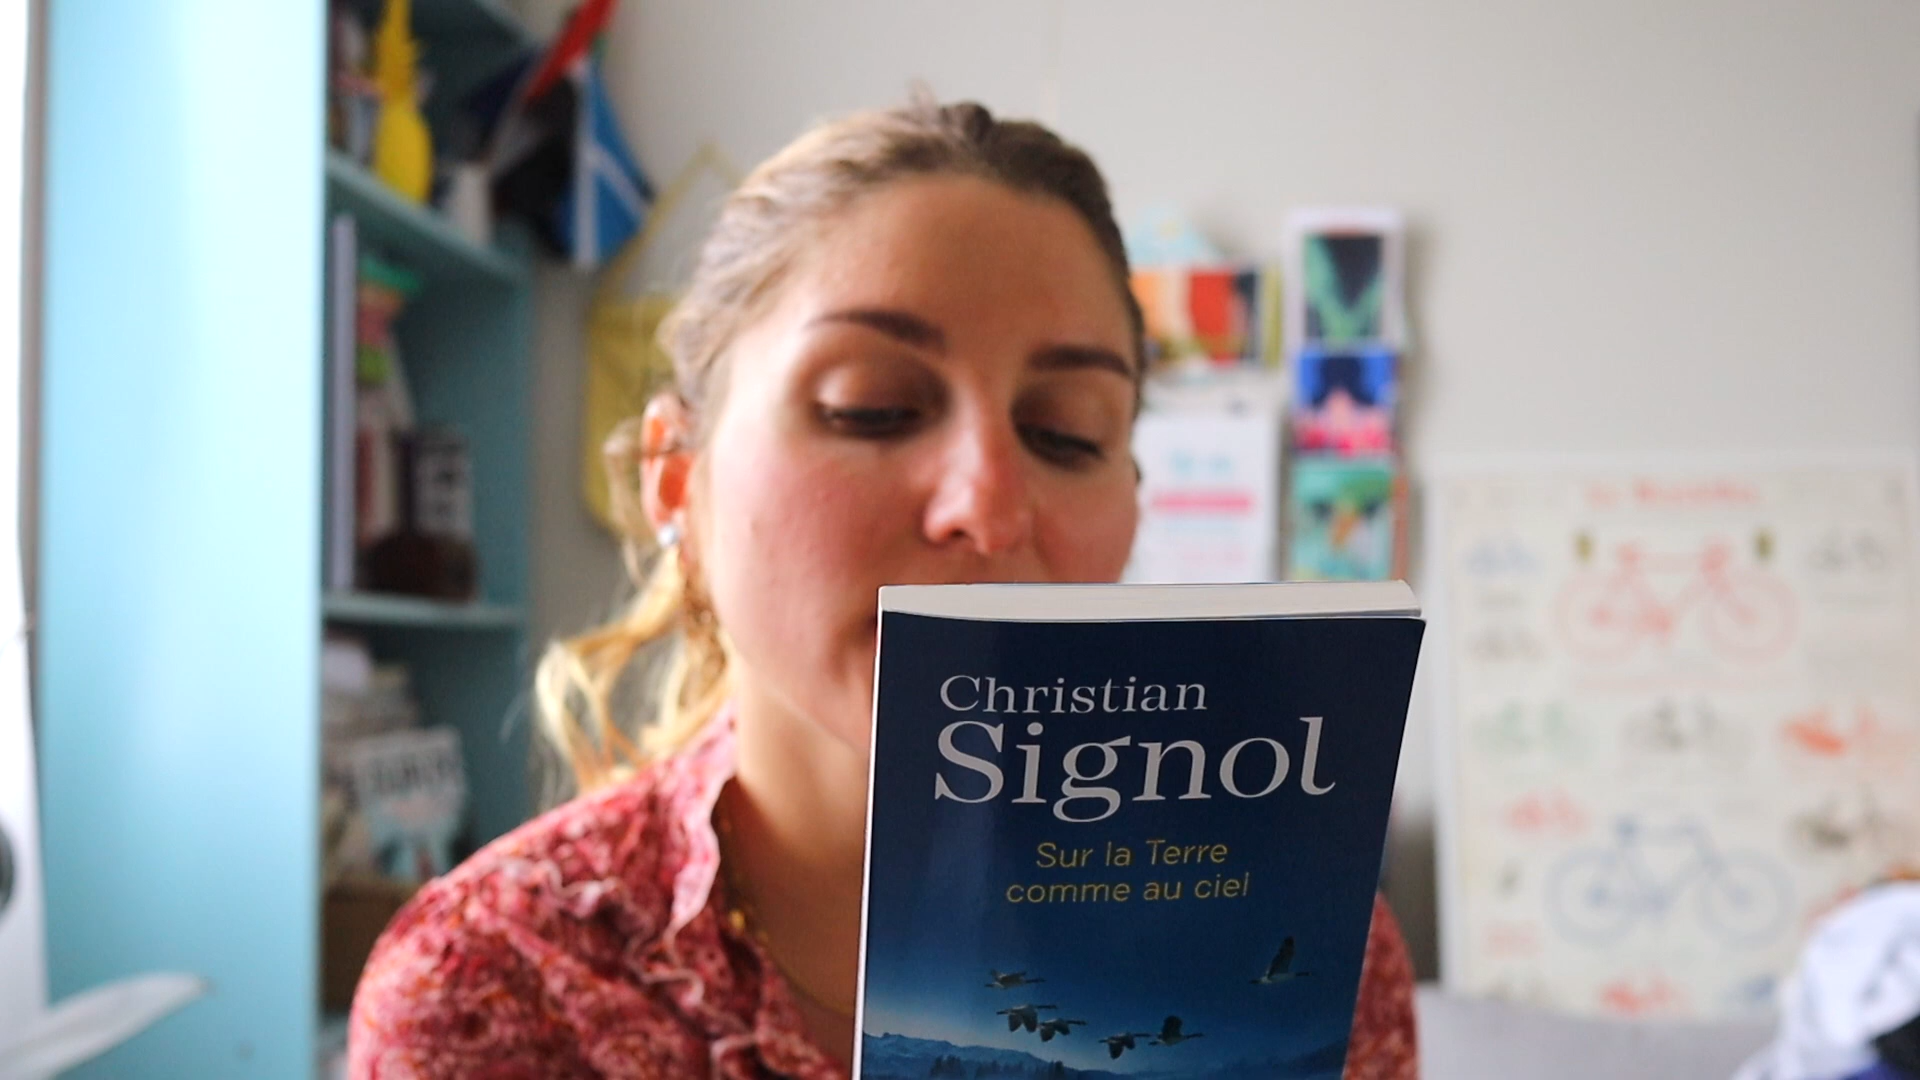 Christian
Signol
Sur la Terre
comme au ciel